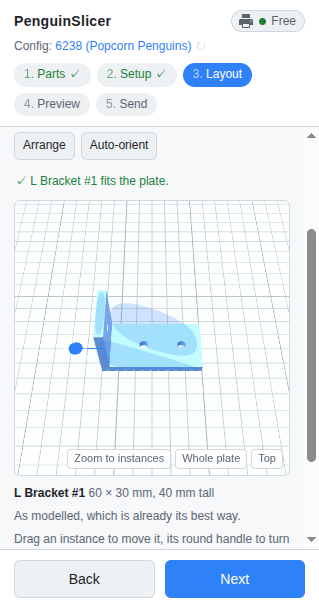 PenguinSlicer
Free
Config: 6238 (Popcorn Penguins)
1. Parts ✓
2. Setup ✓
3. Layout
4. Preview
5. Send
Arrange
Auto-orient
✓ L Bracket #1 fits the plate.
Zoom to instances
Whole plate
Top
L Bracket #1 60 × 30 mm, 40 mm tall
As modelled, which is already its best way.
Drag an instance to move it, its round handle to turn
Back
Next